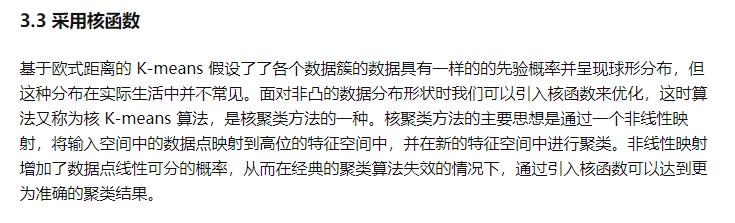 3.3 采用核函数
基于欧式距离的 K-means 假设了了各个数据簇的数据具有一样的的先验概率并呈现球形分布，但
这种分布在实际生活中并不常见。面对非凸的数据分布形状时我们可以引入核函数来优化，这时算
法又称为核 K-means 算法，是核聚类方法的一种。核聚类方法的主要思想是通过一个非线性映
射，将输入空间中的数据点映射到高位的特征空间中，并在新的特征空间中进行聚类。非线性映射
增加了数据点线性可分的概率，从而在经典的聚类算法失效的情况下，通过引入核函数可以达到更
为准确的聚类结果。